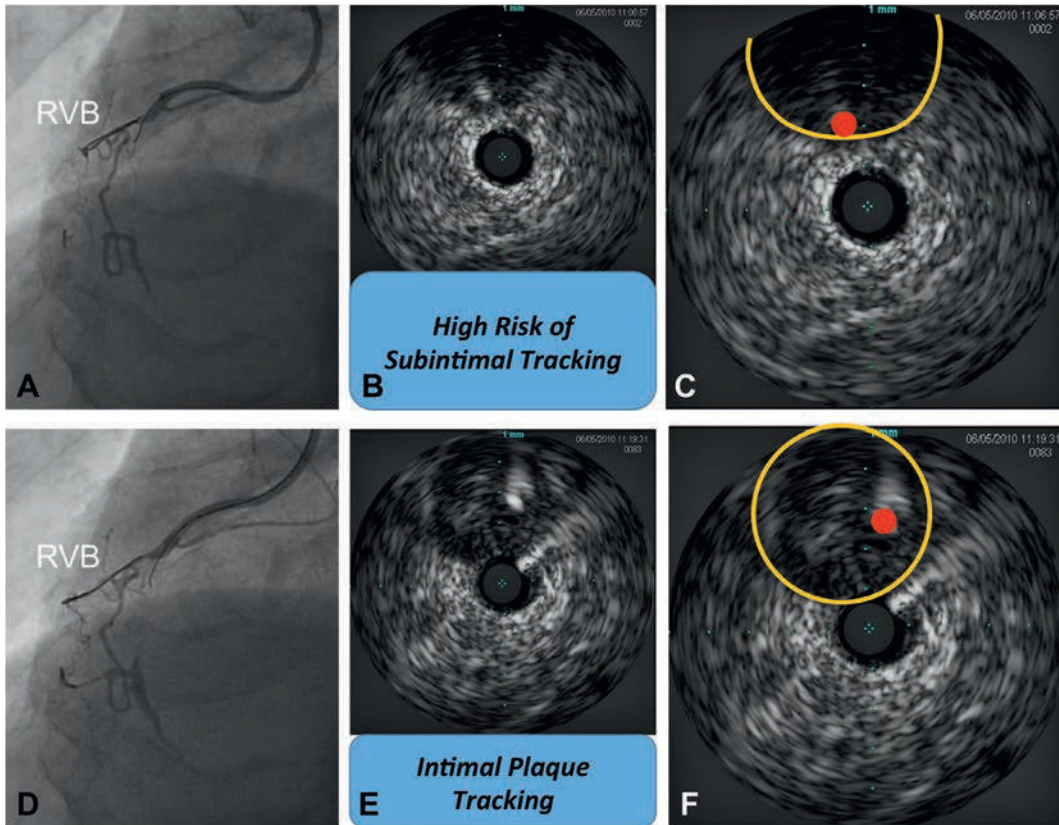 RVB
A
1 mm
06/05/2010 11:06:57
0002
B
High Risk of
Subintimal Tracking
1 mm
06/05/2010 11:06:57
0002
C
RVB
D
1 mm
06/05/2010 11:19:31
0083
E
Intimal Plaque
Tracking
mm
06/05/2010 11:19:31
0083
F